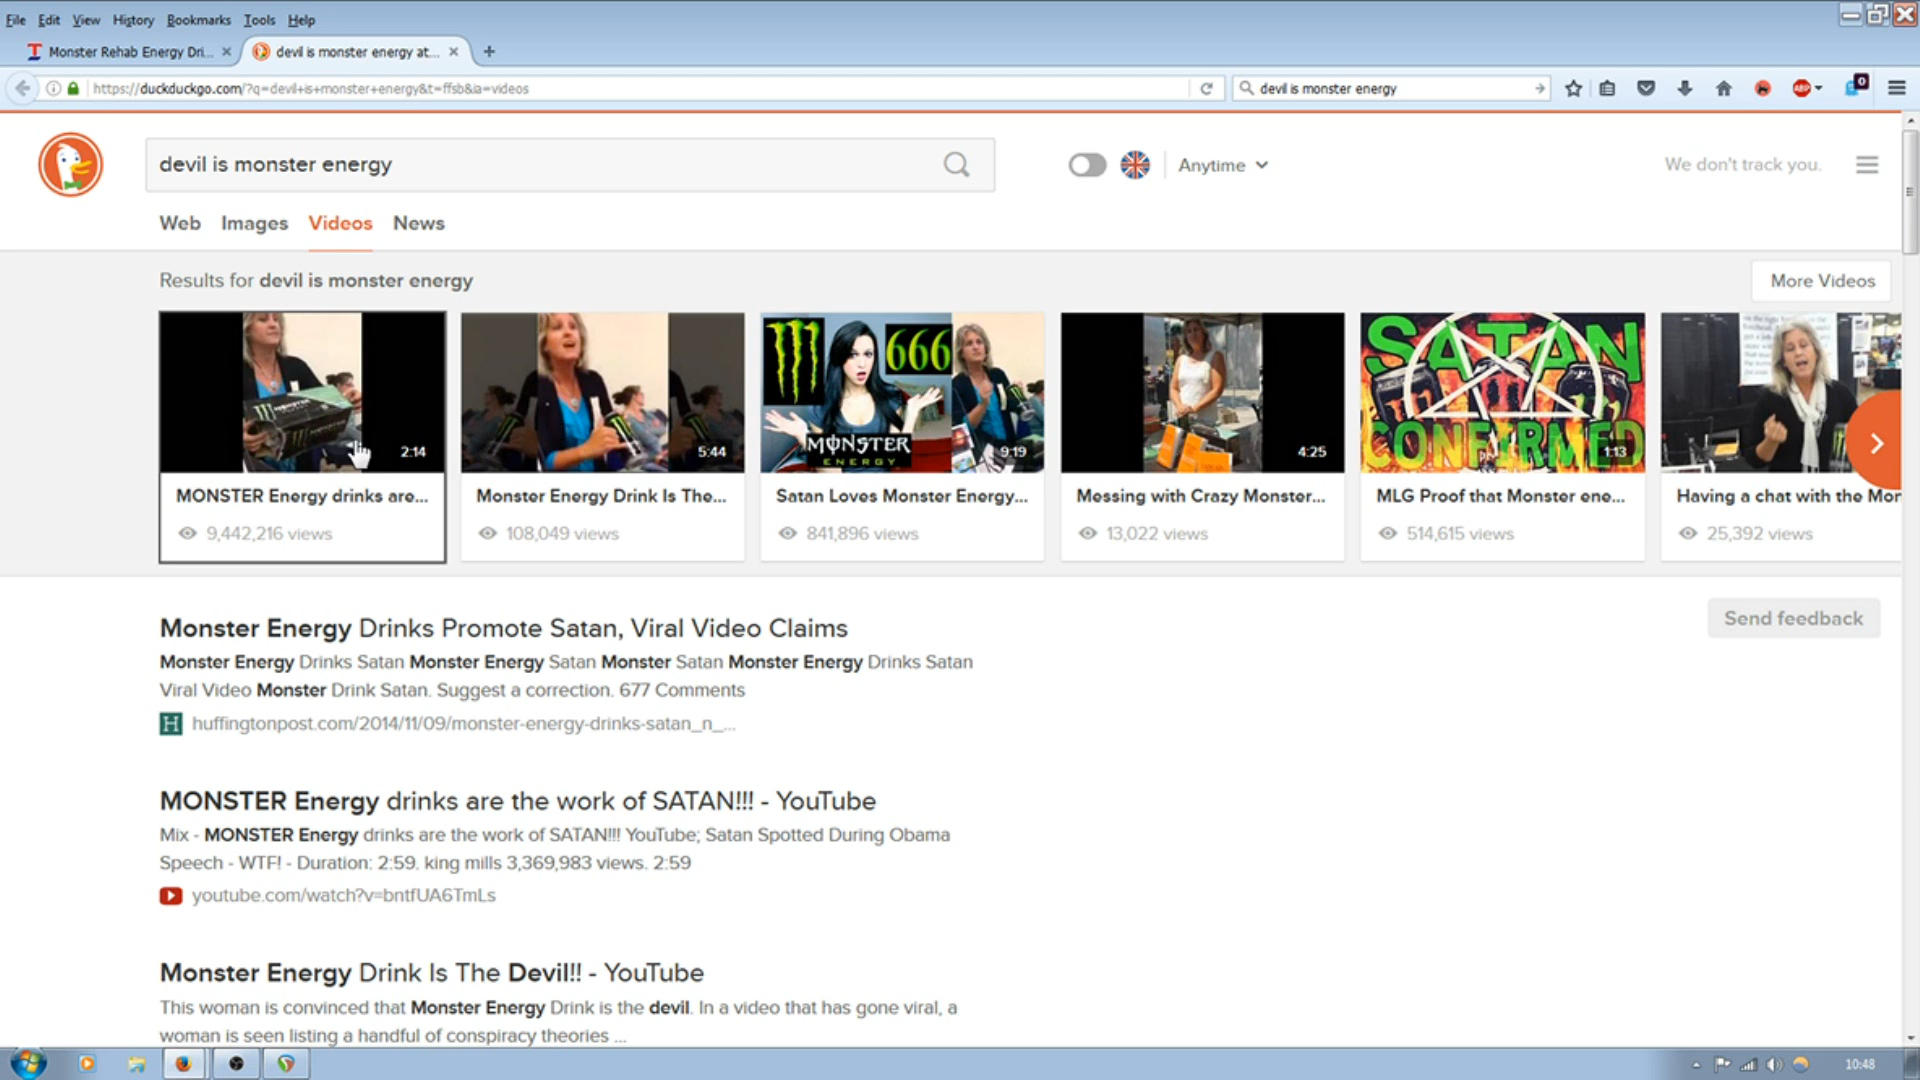 File Edit View History Bookmarks Tools Help
Monster Rehab Energy Dri...
devil is monster energy at...
https://duckduckgo.com/?q=devil+is+monster+energy&t=ffsb&ia=videos
devil is monster energy
ABP
0
devil is monster energy
Anytime
We don't track you.
Web Images Videos News
Results for devil is monster energy
More Videos
2:14
5:44
666
MONSTER
ENERGY
9:19
4:25
SATAN
CONFIRMED
1:13
MONSTER Energy drinks are...
Monster Energy Drink Is The...
Satan Loves Monster Energy...
Messing with Crazy Monster...
MLG Proof that Monster ene...
Having a chat with the Mon
9,442,216 views
108,049 views
841,896 views
13,022 views
514,615 views
25,392 views
Monster Energy Drinks Promote Satan, Viral Video Claims
Monster Energy Drinks Satan Monster Energy Satan Monster Satan Monster Energy Drinks Satan
Viral Video Monster Drink Satan. Suggest a correction. 677 Comments
H huffingtonpost.com/2014/11/09/monster-energy-drinks-satan_n_...
Send feedback
MONSTER Energy drinks are the work of SATAN!!! - YouTube
Mix - MONSTER Energy drinks are the work of SATAN!!! YouTube; Satan Spotted During Obama
Speech - WTF! - Duration: 2:59. king mills 3,369,983 views. 2:59
youtube.com/watch?v=bntfUA6TmLs
Monster Energy Drink Is The Devil!! - YouTube
This woman is convinced that Monster Energy Drink is the devil. In a video that has gone viral, a
woman is seen listing a handful of conspiracy theories ...
10:48